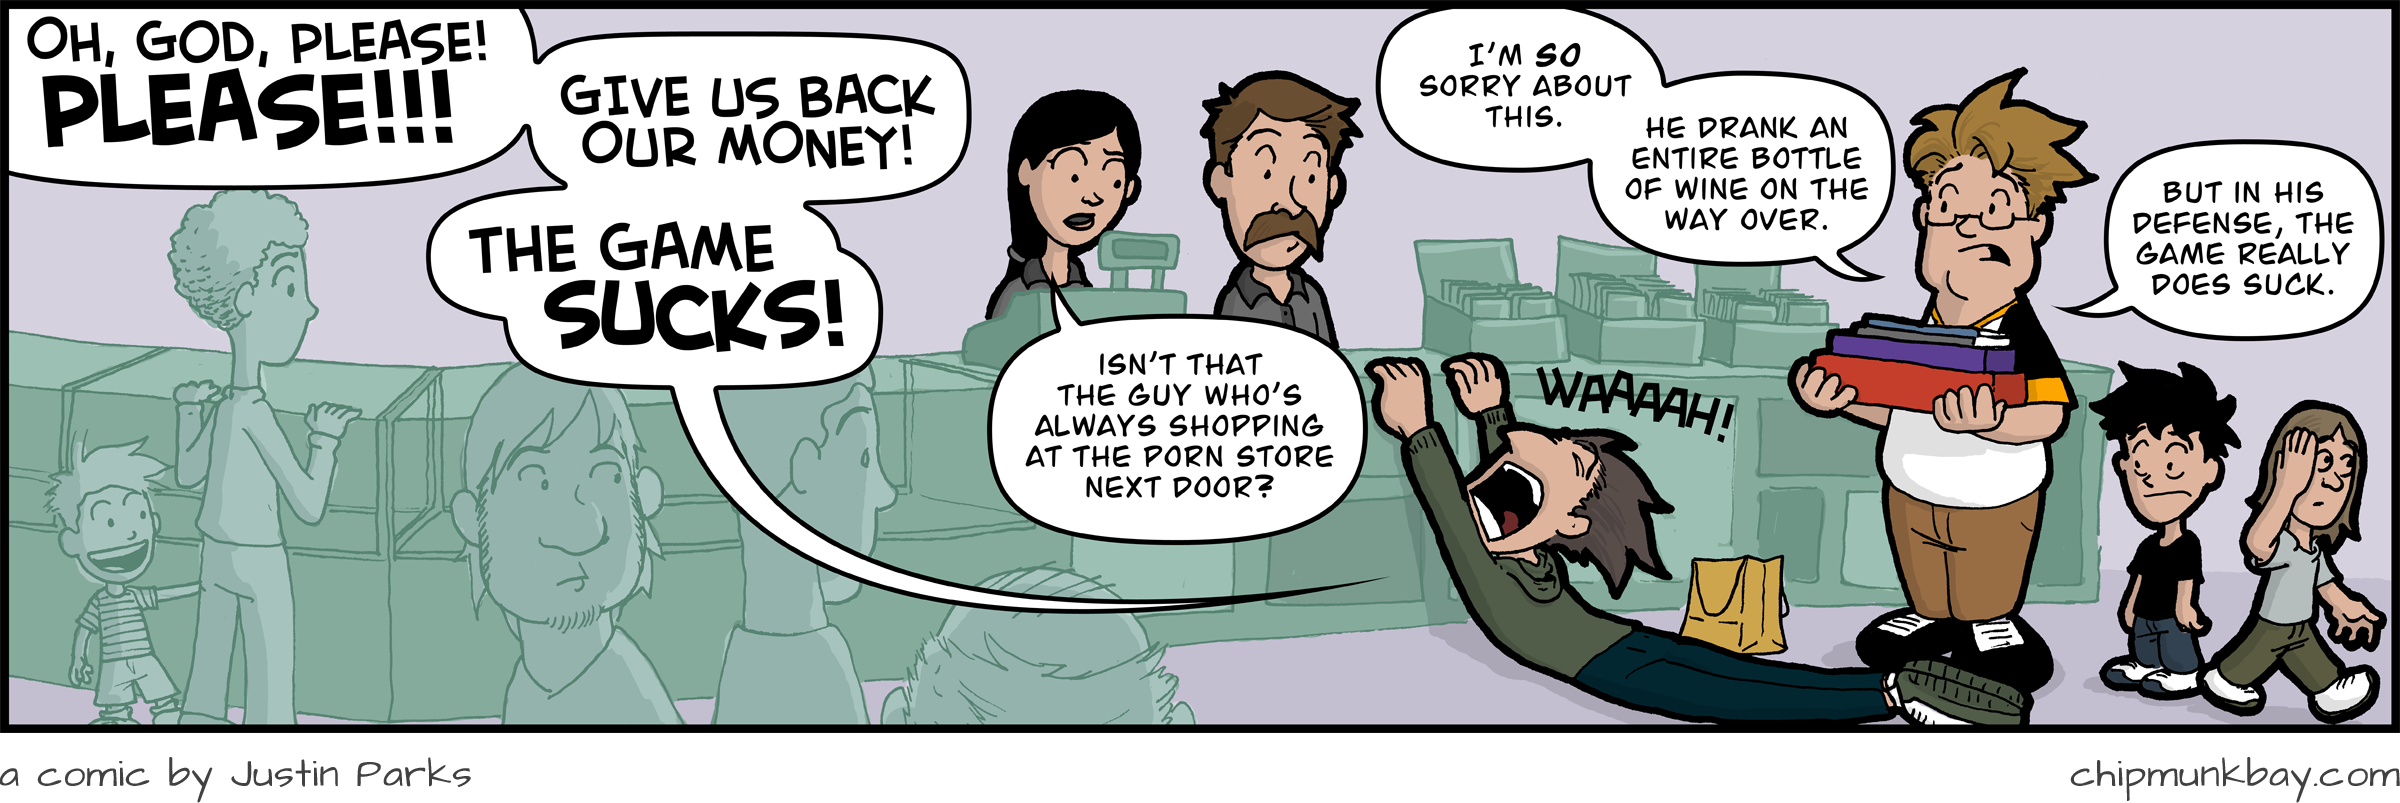 OH, GOD, PLEASE!
PLEASE!!!
GIVE US BACK
OUR MONEY!
THE GAME
SUCKS!
ISN'T THAT
THE GUY WHO'S
ALWAYS SHOPPING
AT THE PORN STORE
NEXT DOOR?
WAAAAH!
I'M SO
SORRY ABOUT
THIS.
HE DRANK AN
ENTIRE BOTTLE
OF WINE ON THE
WAY OVER.
BUT IN HIS
DEFENSE, THE
GAME REALLY
DOES SUCK.
a comic by Justin Parks
chipmunkbay.com